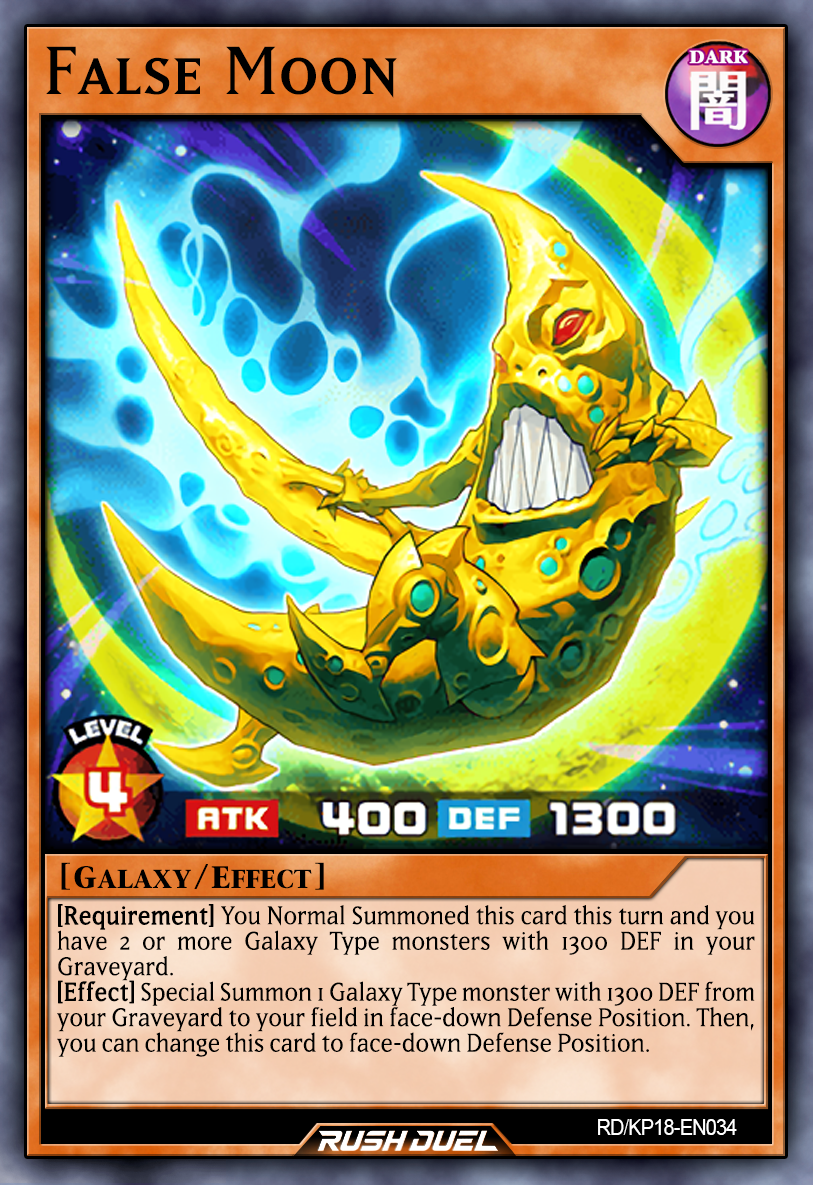 False Moon
DARK
闇
LEVEL
4
ATK 400 DEF 1300
[Galaxy/Effect]
[Requirement] You Normal Summoned this card this turn and you
have 2 or more Galaxy Type monsters with 1300 DEF in your
Graveyard.
[Effect] Special Summon 1 Galaxy Type monster with 1300 DEF from
your Graveyard to your field in face-down Defense Position. Then,
you can change this card to face-down Defense Position.
RD/KP18-EN034
RUSH DUEL